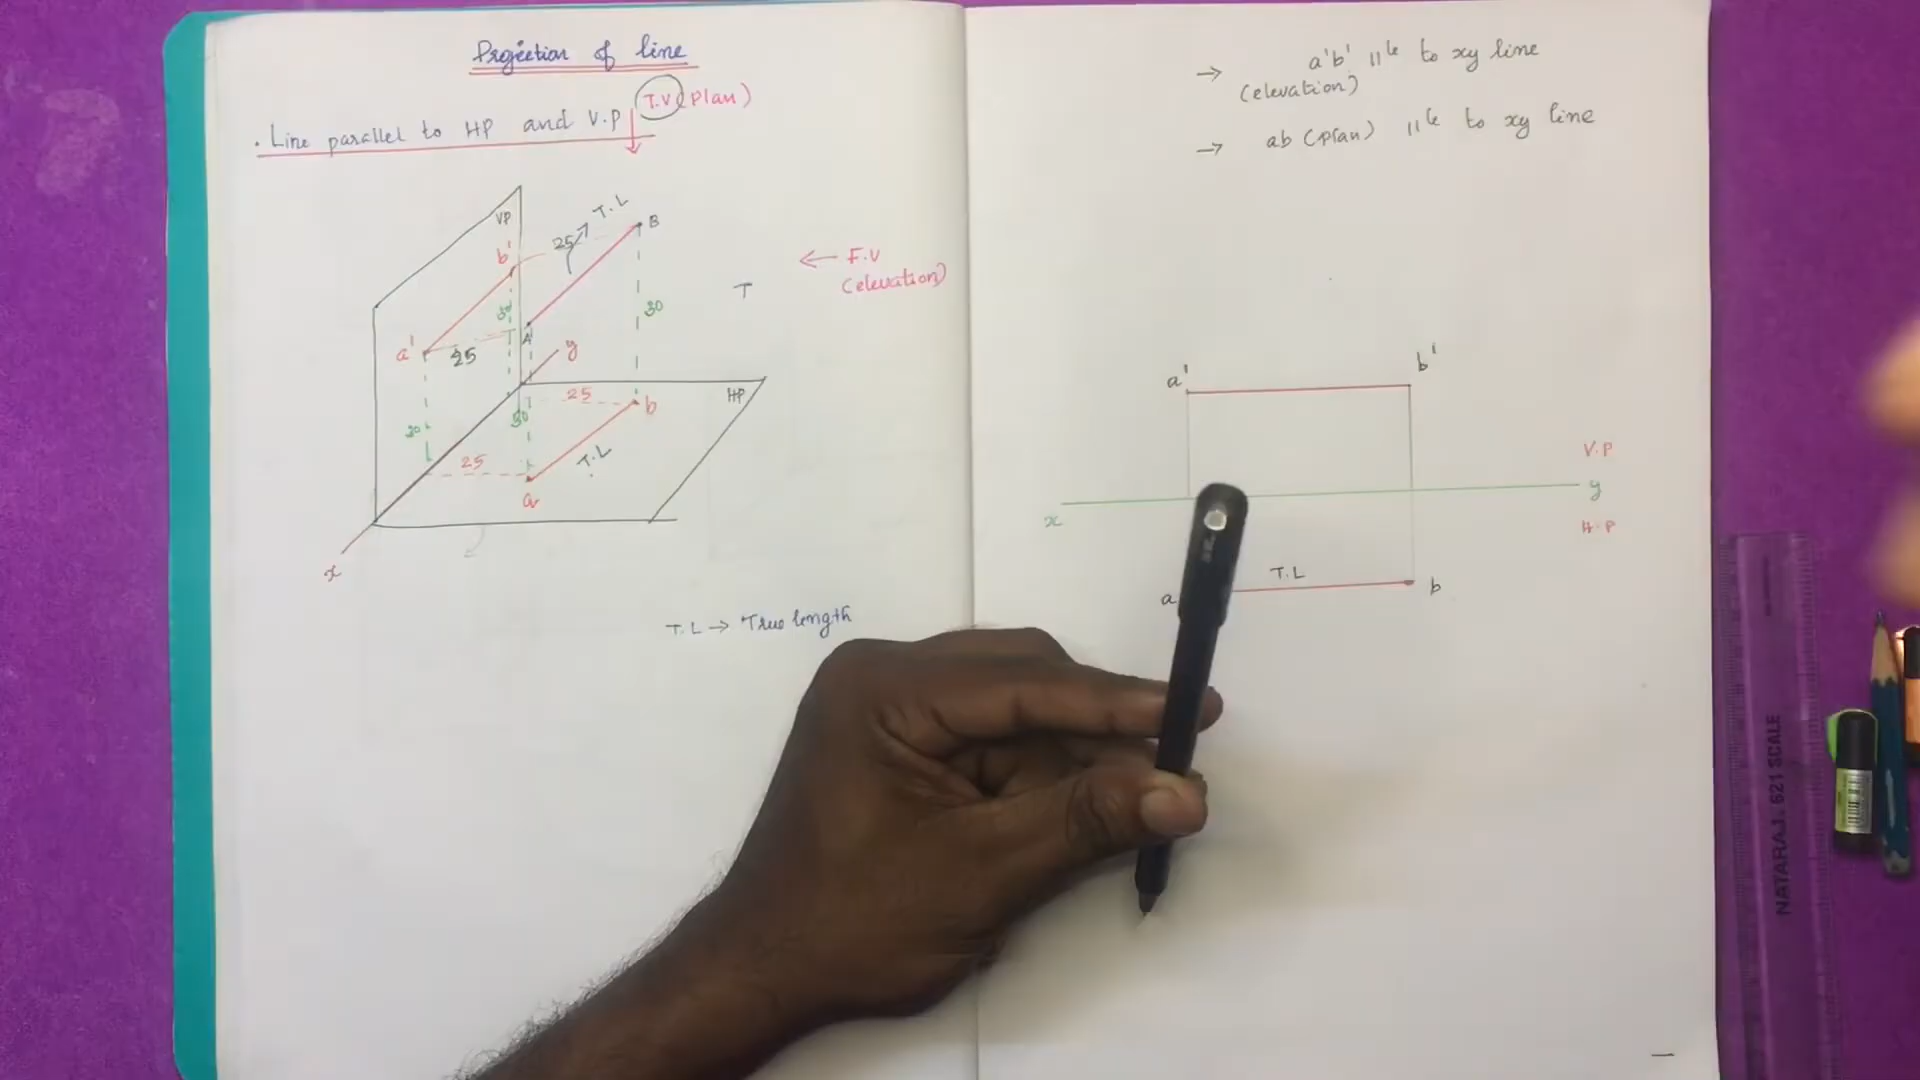 Projection of line
T.V (Plan)
. Line parallel to HP and V.P
VP
T.L
25
B
b'
30
30
F.V
(elevation)
T
a'
25
A
y
HP
25
b
30
30
25
T.L
a
x
T.L → True length
→ a'b' ||le to xy line
(elevation)
→ ab (plan) ||le to xy line
a' b'
V.P
x y
H.P
T.L
a b
NATARAJ. 621 SCALE